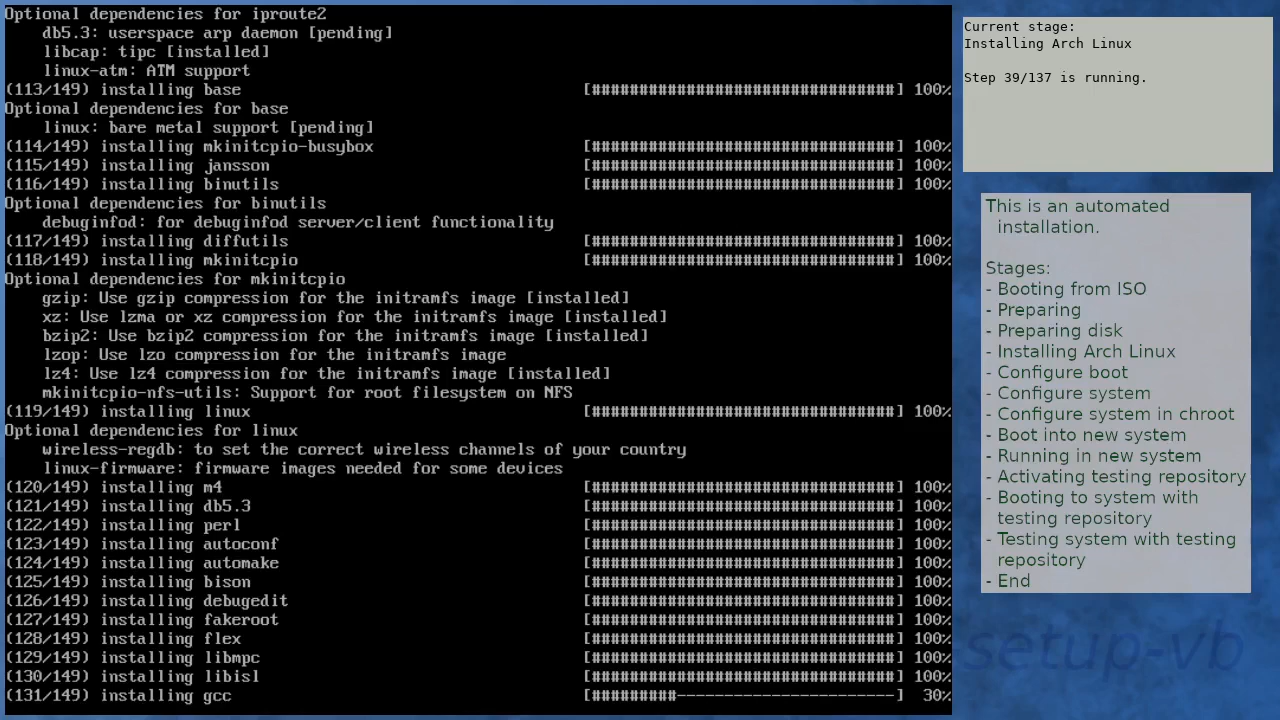 Optional dependencies for iproute2
    db5.3: userspace arp daemon [pending]
    libcap: tipc [installed]
    linux-atm: ATM support
(113/149) installing base [################################] 100%
Optional dependencies for base
    linux: bare metal support [pending]
(114/149) installing mkinitcpio-busybox [################################] 100%
(115/149) installing jansson [################################] 100%
(116/149) installing binutils [################################] 100%
Optional dependencies for binutils
    debuginfod: for debuginfod server/client functionality
(117/149) installing diffutils [################################] 100%
(118/149) installing mkinitcpio [################################] 100%
Optional dependencies for mkinitcpio
    gzip: Use gzip compression for the initramfs image [installed]
    xz: Use lzma or xz compression for the initramfs image [installed]
    bzip2: Use bzip2 compression for the initramfs image [installed]
    lzop: Use lzo compression for the initramfs image
    lz4: Use lz4 compression for the initramfs image [installed]
    mkinitcpio-nfs-utils: Support for root filesystem on NFS
(119/149) installing linux [################################] 100%
Optional dependencies for linux
    wireless-regdb: to set the correct wireless channels of your country
    linux-firmware: firmware images needed for some devices
(120/149) installing m4 [################################] 100%
(121/149) installing db5.3 [################################] 100%
(122/149) installing perl [################################] 100%
(123/149) installing autoconf [################################] 100%
(124/149) installing automake [################################] 100%
(125/149) installing bison [################################] 100%
(126/149) installing debugedit [################################] 100%
(127/149) installing fakeroot [################################] 100%
(128/149) installing flex [################################] 100%
(129/149) installing libmpc [################################] 100%
(130/149) installing libisl [################################] 100%
(131/149) installing gcc [#########-----------------------] 30%
Current stage:
Installing Arch Linux
Step 39/137 is running.
This is an automated
installation.
Stages:
- Booting from ISO
- Preparing
- Preparing disk
- Installing Arch Linux
- Configure boot
- Configure system
- Configure system in chroot
- Boot into new system
- Running in new system
- Activating testing repository
- Booting to system with
testing repository
- Testing system with testing
repository
- End
setup-vb